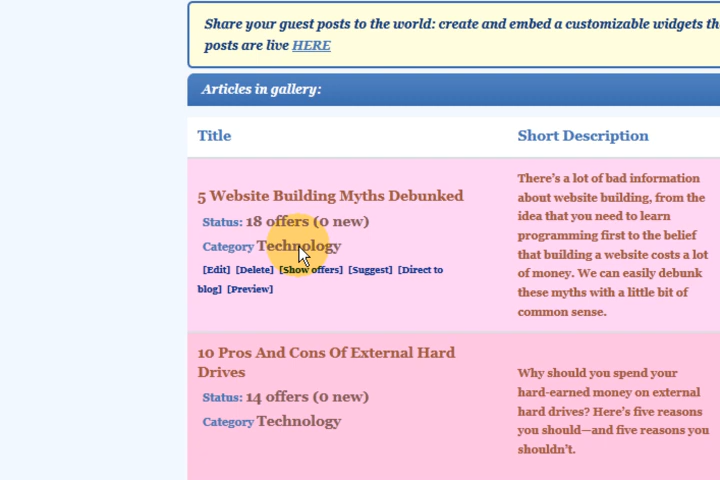 Share your guest posts to the world: create and embed a customizable widgets
posts are live HERE
Articles in gallery:
Title
Short Description
5 Website Building Myths Debunked
Status: 18 offers (0 new)
Category Technology
[Edit] [Delete] [Show offers] [Suggest] [Direct to
blog] [Preview]
There's a lot of bad information
about website building, from the
idea that you need to learn
programming first to the belief
that building a website costs a lot
of money. We can easily debunk
these myths with a little bit of
common sense.
10 Pros And Cons Of External Hard
Drives
Status: 14 offers (0 new)
Category Technology
Why should you spend your
hard-earned money on external
hard drives? Here's five reasons
you should—and five reasons you
shouldn't.